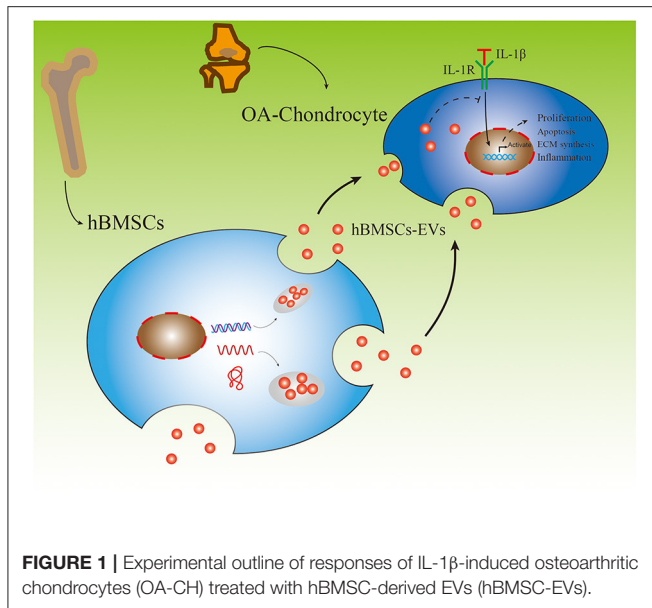 IL-1β
IL-1R
OA-Chondrocyte
Proliferation
Apoptosis
Activate
ECM synthesis
Inflammation
hBMSCs
hBMSCs-EVs
FIGURE 1 | Experimental outline of responses of IL-1β-induced osteoarthritic
chondrocytes (OA-CH) treated with hBMSC-derived EVs (hBMSC-EVs).